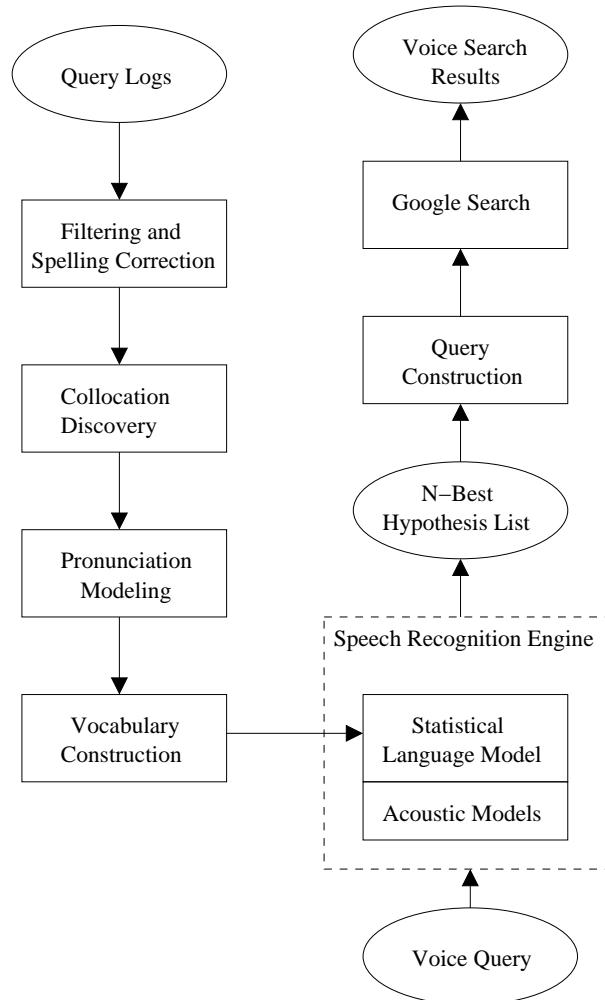 Query Logs
Filtering and
Spelling Correction
Collocation
Discovery
Pronunciation
Modeling
Vocabulary
Construction
Voice Search
Results
Google Search
Query
Construction
N−Best
Hypothesis List
Speech Recognition Engine
Statistical
Language Model
Acoustic Models
Voice Query